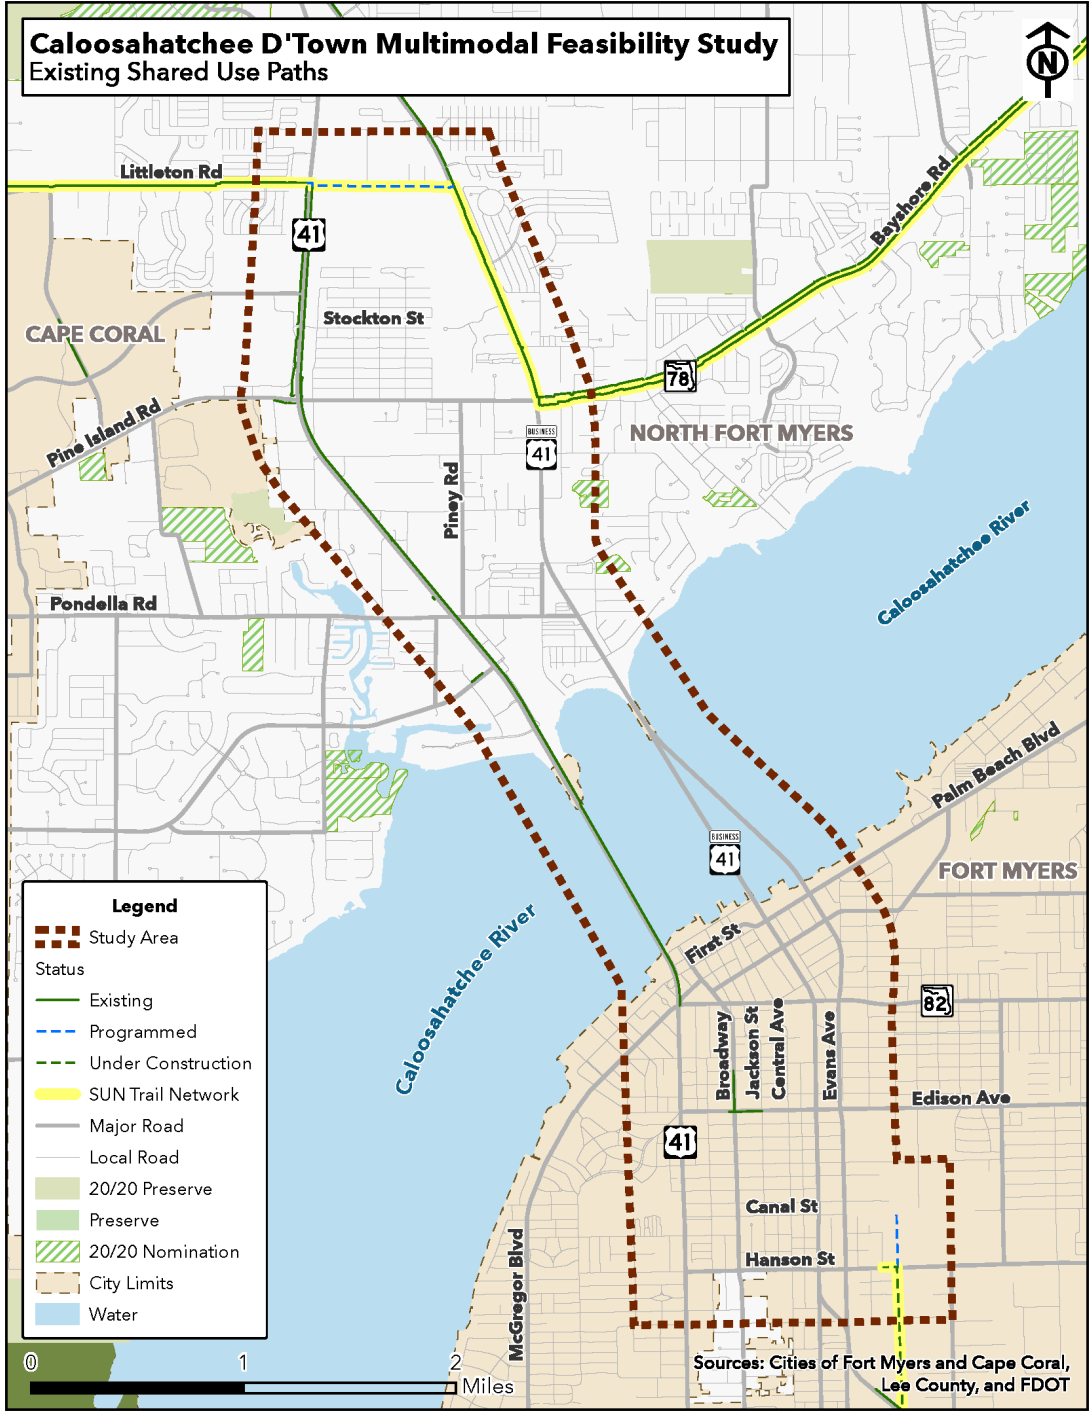 Caloosahatchee D'Town Multimodal Feasibility Study
Existing Shared Use Paths
N
Littleton Rd
41
Bayshore Rd
Stockton St
CAPE CORAL
78
Pine Island Rd
NORTH FORT MYERS
BUSINESS
41
Piney Rd
Caloosahatchee River
Pondella Rd
Palm Beach Blvd
BUSINESS
41
FORT MYERS
First St
Caloosahatchee River
82
Broadway
Jackson St
Central Ave
Evans Ave
Edison Ave
41
Canal St
Hanson St
McGregor Blvd
Legend
Study Area
Status
Existing
Programmed
Under Construction
SUN Trail Network
Major Road
Local Road
20/20 Preserve
Preserve
20/20 Nomination
City Limits
Water
0 1 2
Miles
Sources: Cities of Fort Myers and Cape Coral,
Lee County, and FDOT